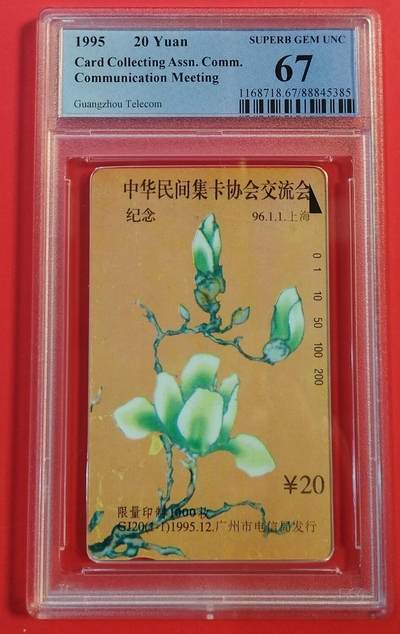 1995 20 Yuan
SUPERB GEM UNC
Card Collecting Assn. Comm.
67
Communication Meeting
Guangzhou Telecom
1168718.67/88845385
中华民间集卡协会交流会
纪念
96.1.1.上海
0 1 10 50 100 200
¥20
限量印制1000枚
GJ20(1-1)1995.12.广州市电信局发行